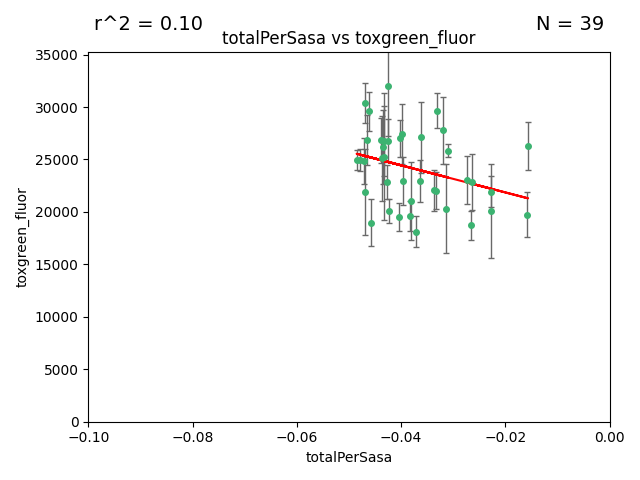 r^2 = 0.10
N = 39
totalPerSasa vs toxgreen_fluor
35000
30000
25000
20000
15000
10000
5000
0
toxgreen_fluor
−0.10
−0.08
−0.06
−0.04
−0.02
0.00
totalPerSasa